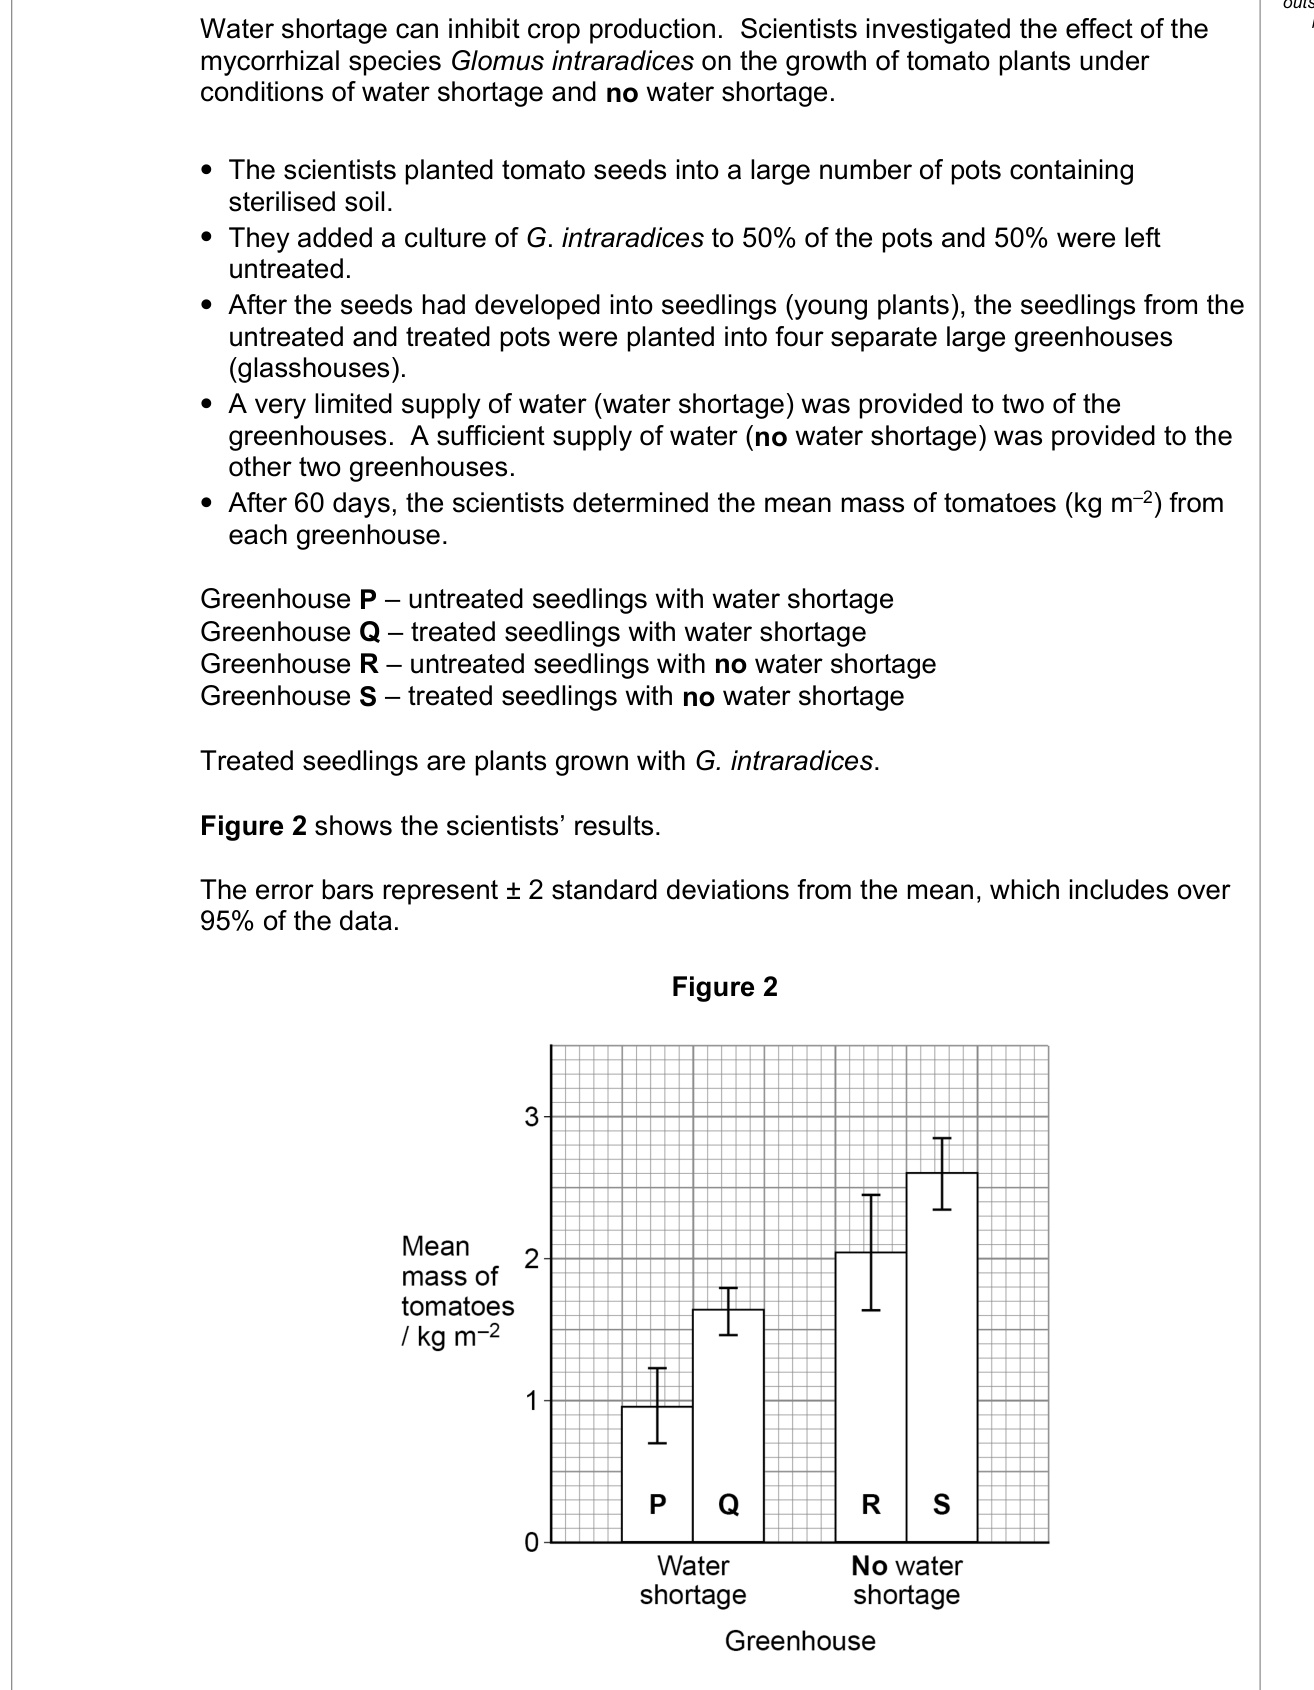 outs
Water shortage can inhibit crop production.  Scientists investigated the effect of the
mycorrhizal species Glomus intraradices on the growth of tomato plants under
conditions of water shortage and no water shortage.
• The scientists planted tomato seeds into a large number of pots containing
sterilised soil.
• They added a culture of G. intraradices to 50% of the pots and 50% were left
untreated.
• After the seeds had developed into seedlings (young plants), the seedlings from the
untreated and treated pots were planted into four separate large greenhouses
(glasshouses).
• A very limited supply of water (water shortage) was provided to two of the
greenhouses.  A sufficient supply of water (no water shortage) was provided to the
other two greenhouses.
• After 60 days, the scientists determined the mean mass of tomatoes (kg m⁻²) from
each greenhouse.
Greenhouse P – untreated seedlings with water shortage
Greenhouse Q – treated seedlings with water shortage
Greenhouse R – untreated seedlings with no water shortage
Greenhouse S – treated seedlings with no water shortage
Treated seedlings are plants grown with G. intraradices.
Figure 2 shows the scientists’ results.
The error bars represent ± 2 standard deviations from the mean, which includes over
95% of the data.
Figure 2
3
2
1
0
Mean
mass of
tomatoes
/ kg m⁻²
P Q R S
Water
shortage
No water
shortage
Greenhouse